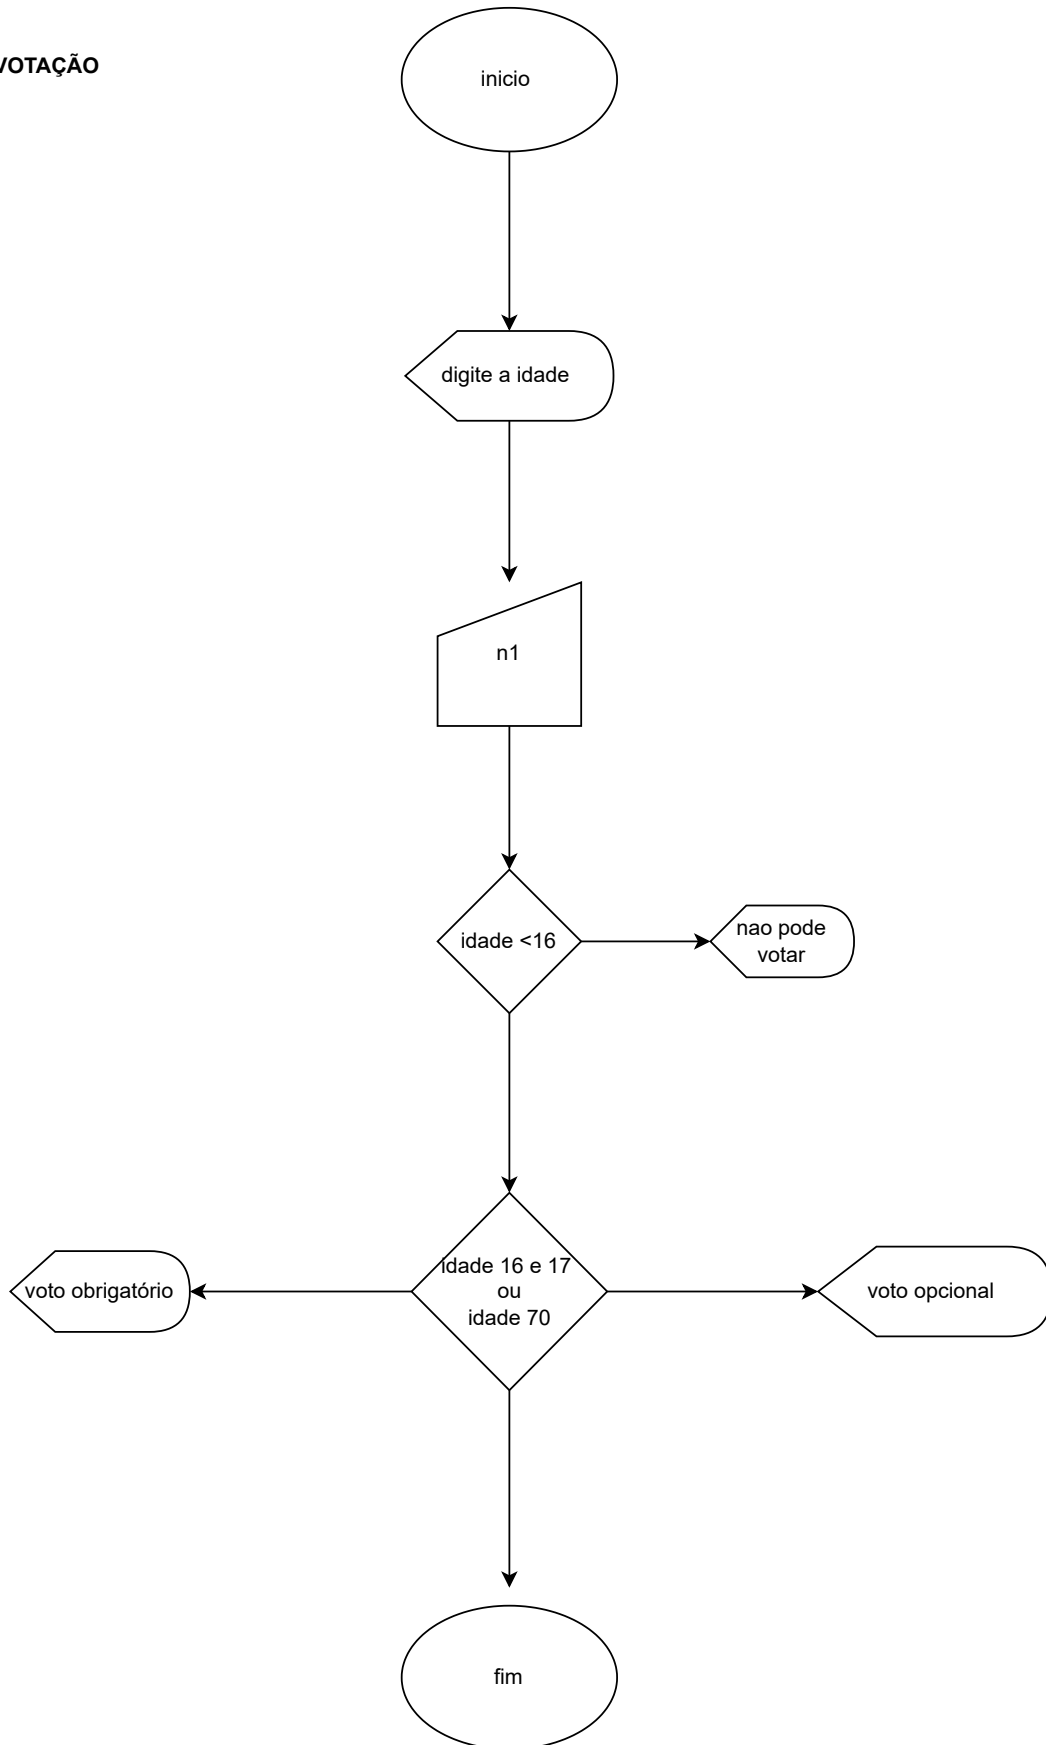 VOTAÇÃO
inicio
digite a idade
n1
idade <16
nao pode
votar
idade 16 e 17
ou
idade 70
voto obrigatório
voto opcional
fim